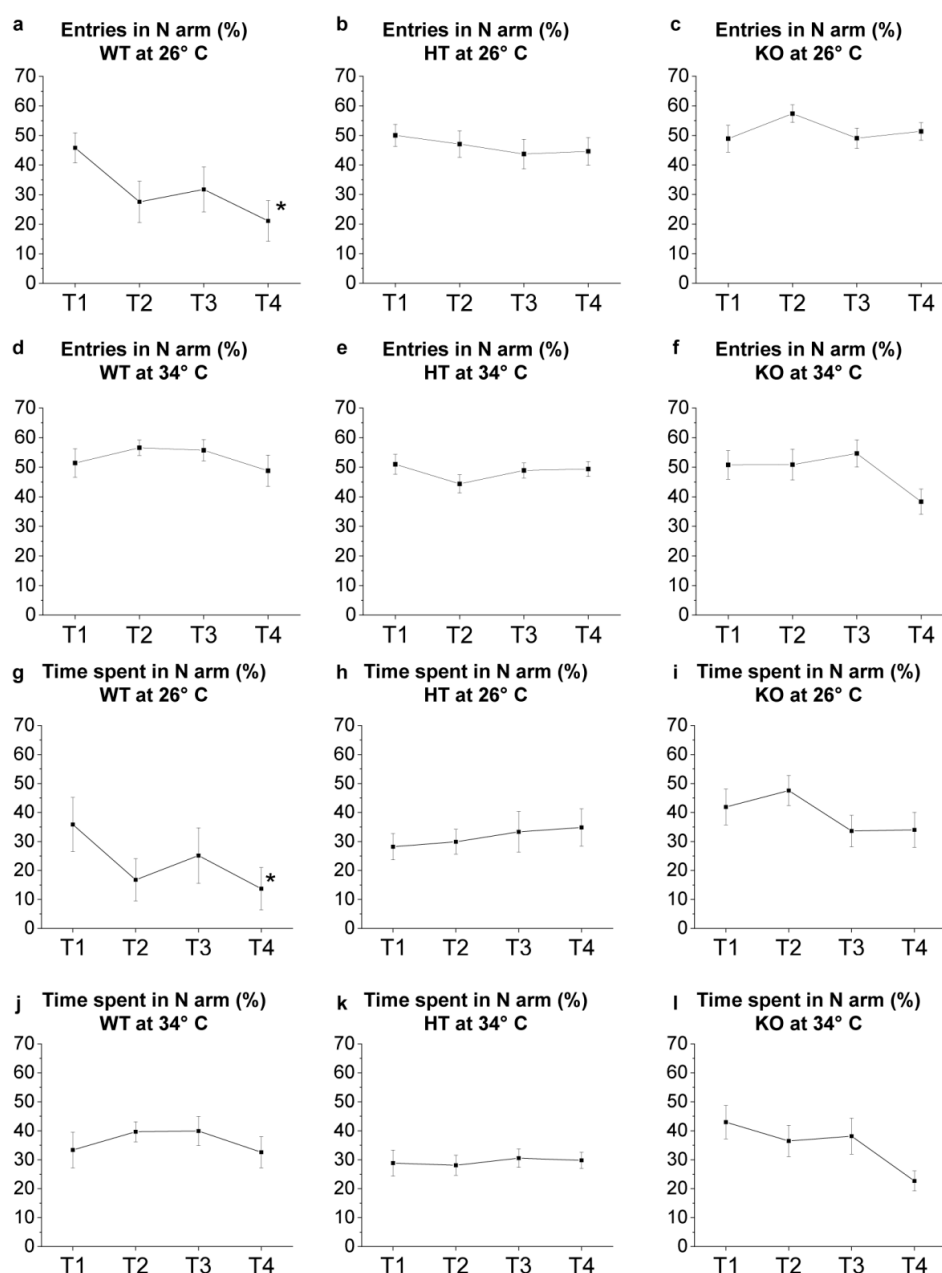 a Entries in N arm (%)
WT at 26° C
70
60
50
40
30
20
10
0
*
T1 T2 T3 T4
b Entries in N arm (%)
HT at 26° C
70
60
50
40
30
20
10
0
T1 T2 T3 T4
c Entries in N arm (%)
KO at 26° C
70
60
50
40
30
20
10
0
T1 T2 T3 T4
d Entries in N arm (%)
WT at 34° C
70
60
50
40
30
20
10
0
T1 T2 T3 T4
e Entries in N arm (%)
HT at 34° C
70
60
50
40
30
20
10
0
T1 T2 T3 T4
f Entries in N arm (%)
KO at 34° C
70
60
50
40
30
20
10
0
T1 T2 T3 T4
g Time spent in N arm (%)
WT at 26° C
70
60
50
40
30
20
10
0
*
T1 T2 T3 T4
h Time spent in N arm (%)
HT at 26° C
70
60
50
40
30
20
10
0
T1 T2 T3 T4
i Time spent in N arm (%)
KO at 26° C
70
60
50
40
30
20
10
0
T1 T2 T3 T4
j Time spent in N arm (%)
WT at 34° C
70
60
50
40
30
20
10
0
T1 T2 T3 T4
k Time spent in N arm (%)
HT at 34° C
70
60
50
40
30
20
10
0
T1 T2 T3 T4
l Time spent in N arm (%)
KO at 34° C
70
60
50
40
30
20
10
0
T1 T2 T3 T4